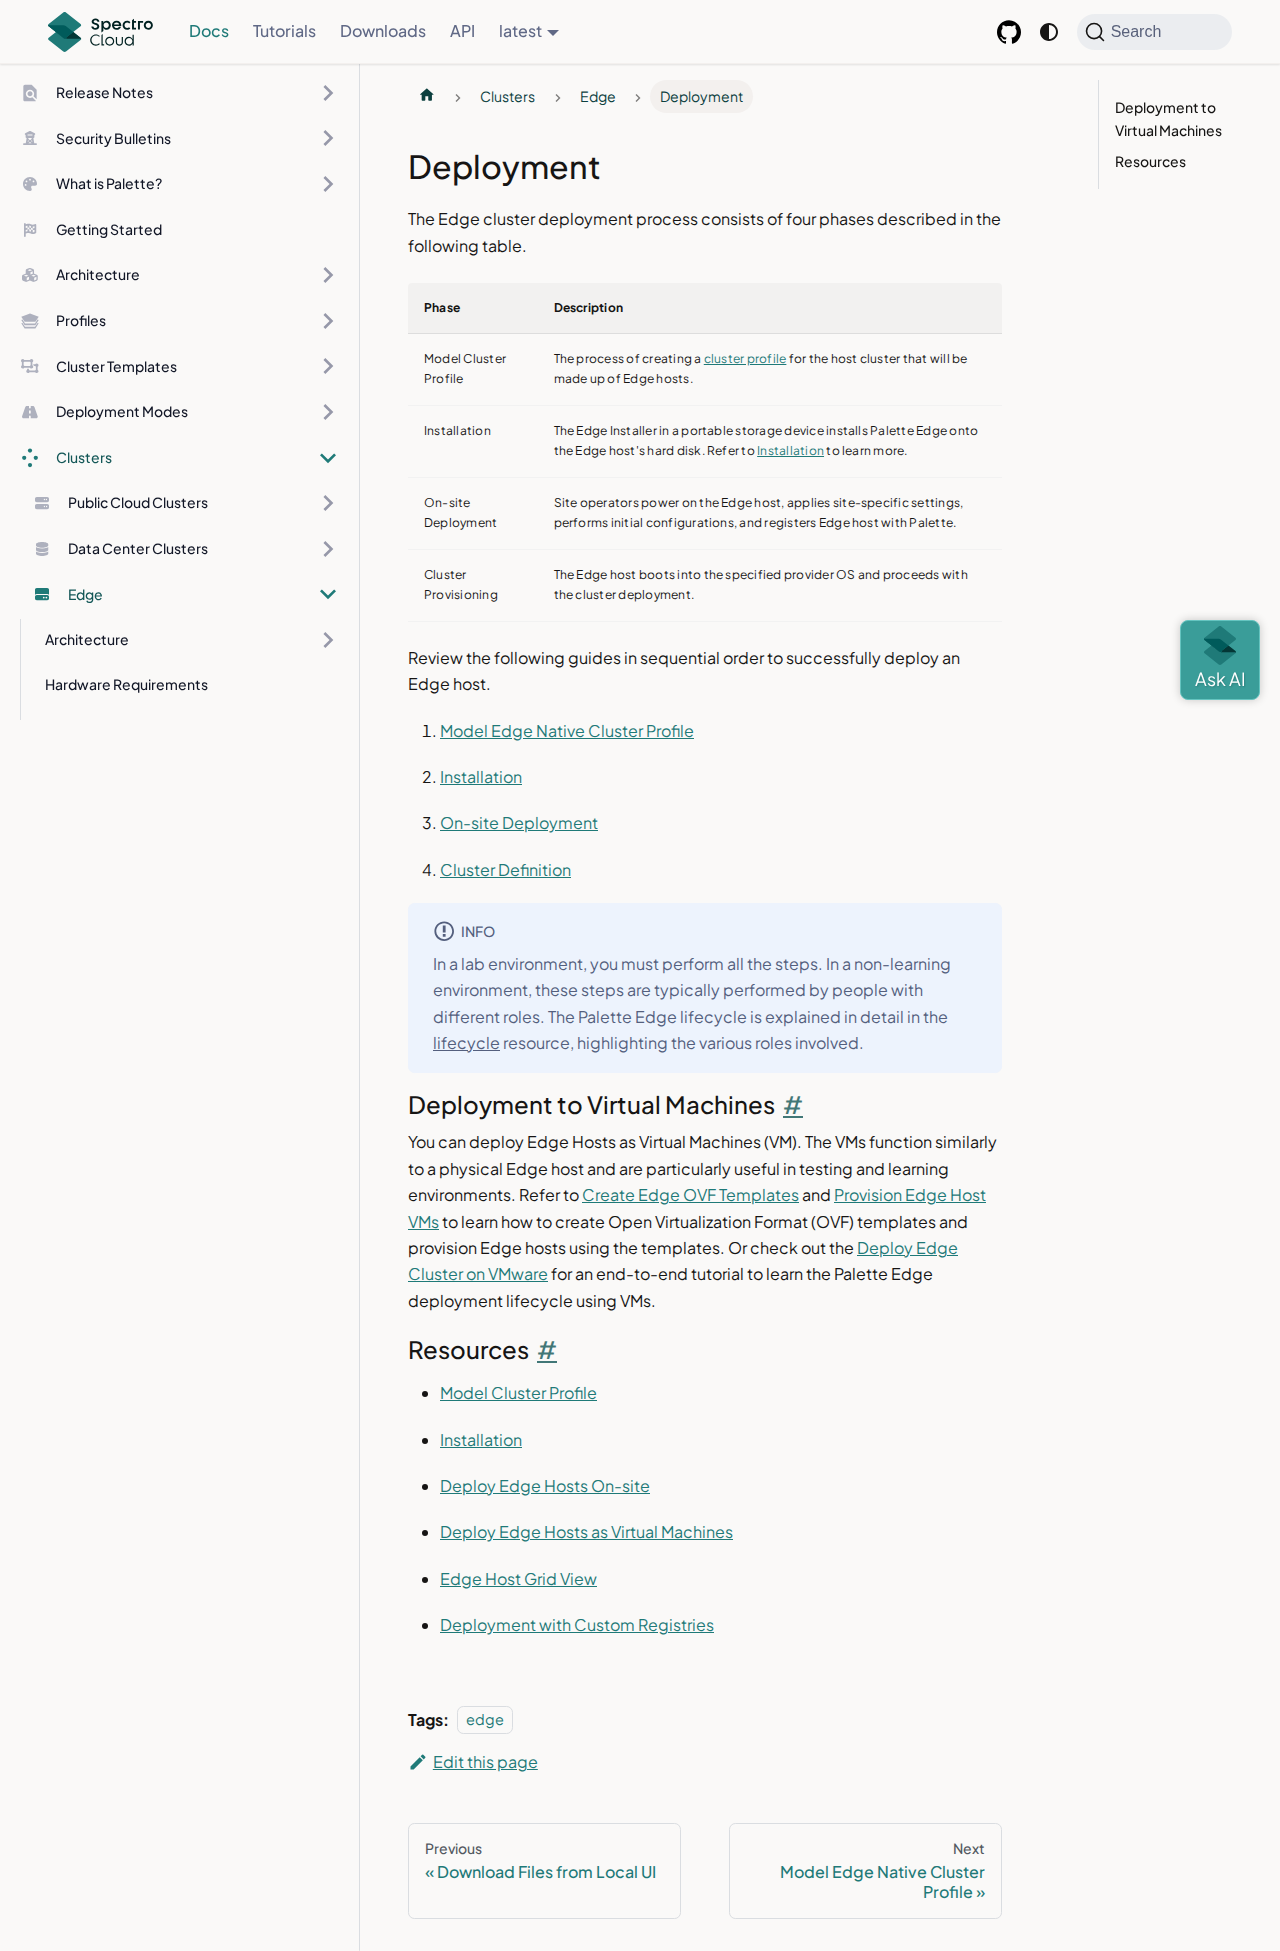 Spectro Cloud
Docs
Tutorials
Downloads
API
latest
Search
Release Notes
Security Bulletins
What is Palette?
Getting Started
Architecture
Profiles
Cluster Templates
Deployment Modes
Clusters
Public Cloud Clusters
Data Center Clusters
Edge
Architecture
Hardware Requirements
Clusters
Edge
Deployment
Deployment
The Edge cluster deployment process consists of four phases described in the
following table.
Phase
Description
Model Cluster
Profile
The process of creating a cluster profile for the host cluster that will be
made up of Edge hosts.
Installation
The Edge Installer in a portable storage device installs Palette Edge onto
the Edge host's hard disk. Refer to Installation to learn more.
On-site
Deployment
Site operators power on the Edge host, applies site-specific settings,
performs initial configurations, and registers Edge host with Palette.
Cluster
Provisioning
The Edge host boots into the specified provider OS and proceeds with
the cluster deployment.
Review the following guides in sequential order to successfully deploy an
Edge host.
1. Model Edge Native Cluster Profile
2. Installation
3. On-site Deployment
4. Cluster Definition
INFO
In a lab environment, you must perform all the steps. In a non-learning
environment, these steps are typically performed by people with
different roles. The Palette Edge lifecycle is explained in detail in the
lifecycle resource, highlighting the various roles involved.
Deployment to Virtual Machines #
You can deploy Edge Hosts as Virtual Machines (VM). The VMs function similarly
to a physical Edge host and are particularly useful in testing and learning
environments. Refer to Create Edge OVF Templates and Provision Edge Host
VMs to learn how to create Open Virtualization Format (OVF) templates and
provision Edge hosts using the templates. Or check out the Deploy Edge
Cluster on VMware for an end-to-end tutorial to learn the Palette Edge
deployment lifecycle using VMs.
Resources #
Model Cluster Profile
Installation
Deploy Edge Hosts On-site
Deploy Edge Hosts as Virtual Machines
Edge Host Grid View
Deployment with Custom Registries
Tags: edge
Edit this page
Previous
« Download Files from Local UI
Next
Model Edge Native Cluster
Profile »
Deployment to
Virtual Machines
Resources
Ask AI